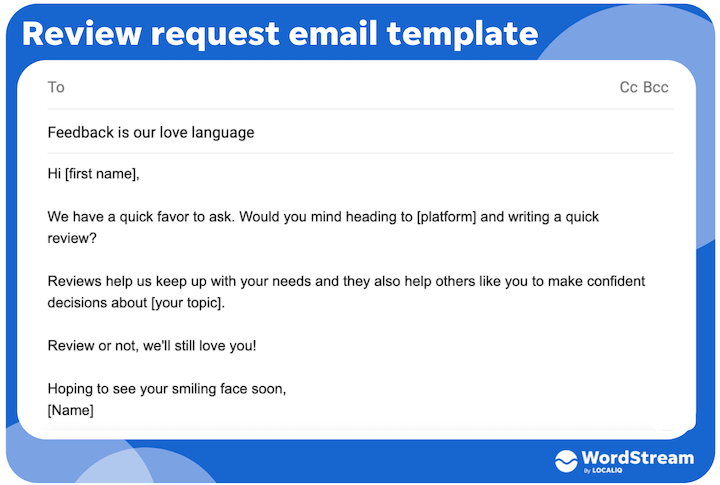 Review request email template
To
Cc Bcc
Feedback is our love language
Hi [first name],
We have a quick favor to ask. Would you mind heading to [platform] and writing a quick
review?
Reviews help us keep up with your needs and they also help others like you to make confident
decisions about [your topic].
Review or not, we'll still love you!
Hoping to see your smiling face soon,
[Name]
WordStream
By LOCALiQ